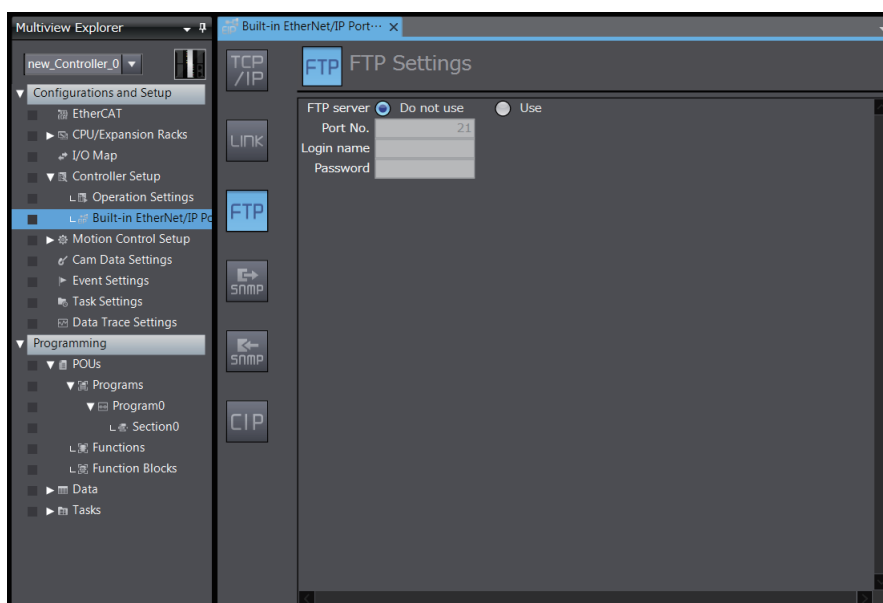 Multiview Explorer
new_Controller_0
Configurations and Setup
EtherCAT
CPU/Expansion Racks
I/O Map
Controller Setup
Operation Settings
Built-in EtherNet/IP Po
Motion Control Setup
Cam Data Settings
Event Settings
Task Settings
Data Trace Settings
Programming
POUs
Programs
Program0
Section0
Functions
Function Blocks
Data
Tasks
Built-in EtherNet/IP Port···
TCP
/IP
LINK
FTP
SNMP
SNMP
CIP
FTP FTP Settings
FTP server Do not use Use
Port No. 21
Login name
Password